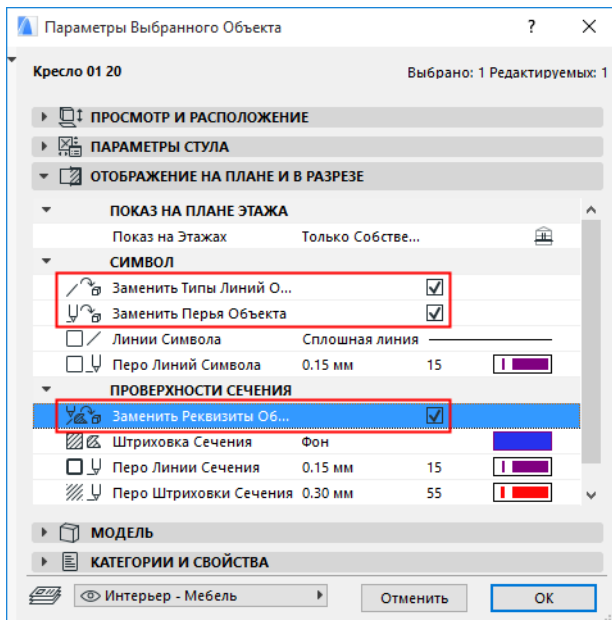 Параметры Выбранного Объекта ?
Кресло 01 20 Выбрано: 1 Редактируемых: 1
ПРОСМОТР И РАСПОЛОЖЕНИЕ
ПАРАМЕТРЫ СТУЛА
ОТОБРАЖЕНИЕ НА ПЛАНЕ И В РАЗРЕЗЕ
ПОКАЗ НА ПЛАНЕ ЭТАЖА
Показ на Этажах Только Собстве...
СИМВОЛ
Заменить Типы Линий О...
Заменить Перья Объекта
Линии Символа Сплошная линия
Перо Линий Символа 0.15 мм 15
ПРОВЕРХНОСТИ СЕЧЕНИЯ
Заменить Реквизиты Об...
Штриховка Сечения Фон
Перо Линии Сечения 0.15 мм 15
Перо Штриховки Сечения 0.30 мм 55
МОДЕЛЬ
КАТЕГОРИИ И СВОЙСТВА
Интерьер - Мебель Отменить OK